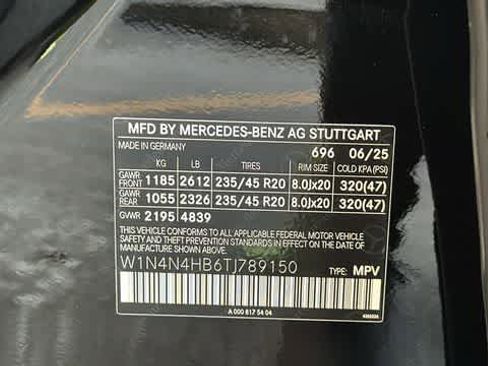 MFD BY MERCEDES-BENZ AG STUTTGART
MADE IN GERMANY 696 06/25
KG LB TIRES RIM SIZE COLD KPA (PSI)
GAWR FRONT 1185 2612 235/45 R20 8.0Jx20 320(47)
GAWR REAR 1055 2326 235/45 R20 8.0Jx20 320(47)
GVWR 2195 4839
THIS VEHICLE CONFORMS TO ALL APPLICABLE FEDERAL MOTOR VEHICLE
SAFETY AND THEFT PREVENTION STANDARDS IN EFFECT ON THE DATE OF
MANUFACTURE SHOWN ABOVE.
W1N4N4HB6TJ789150 TYPE: MPV
A 000 817 54 04